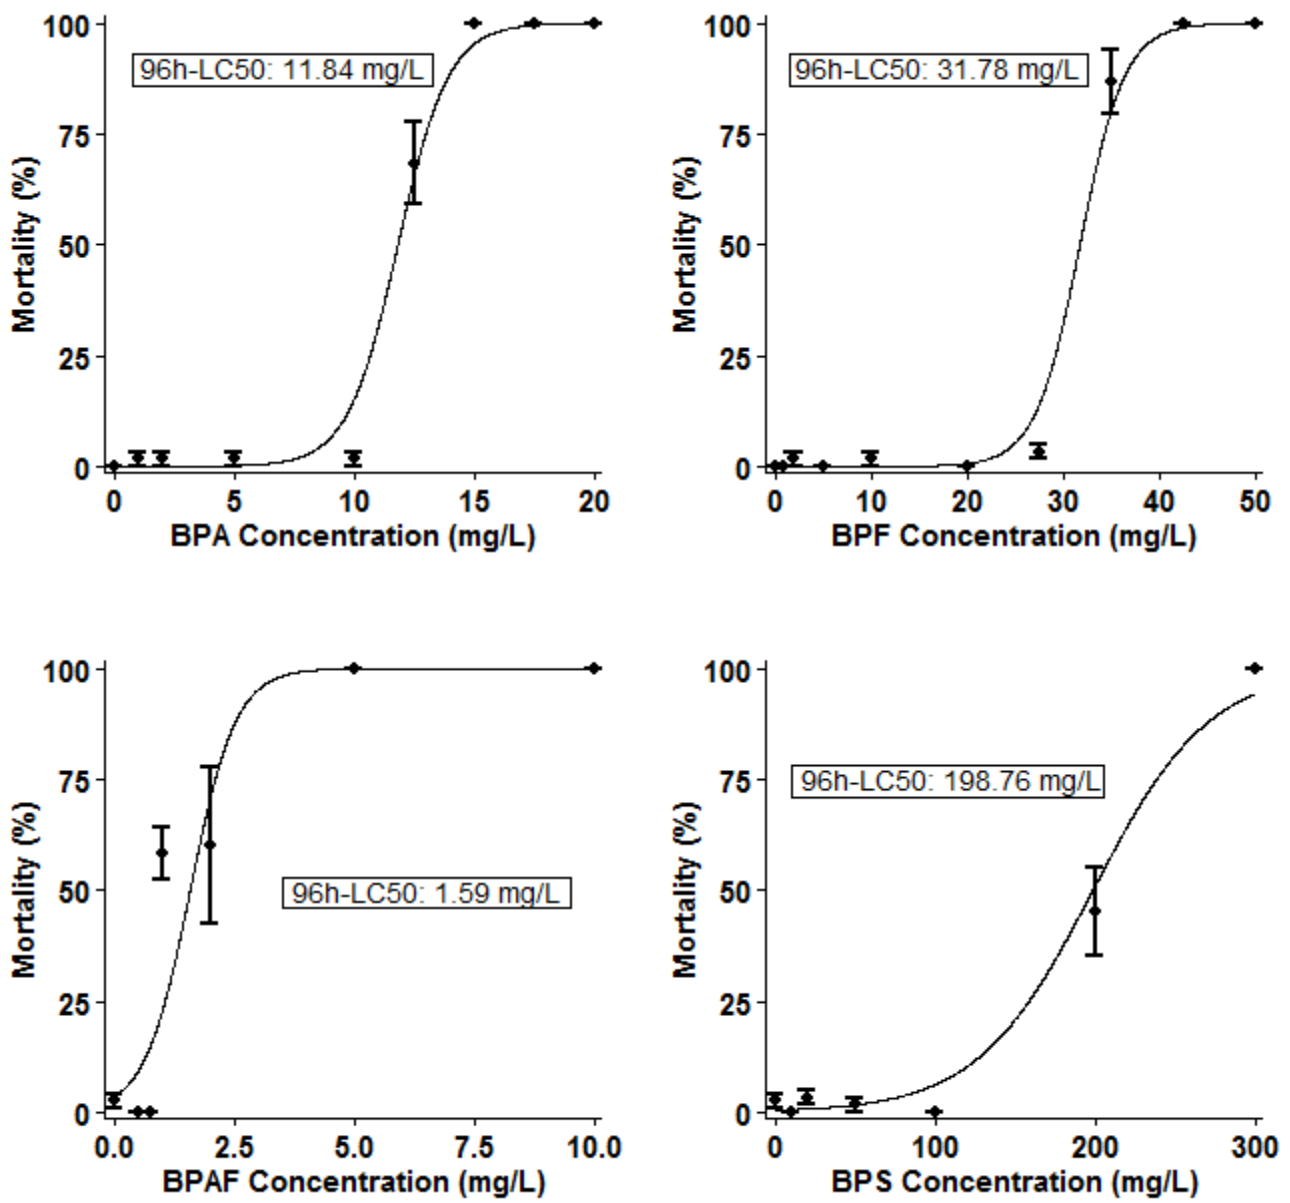 100
75
50
25
0
Mortality (%)
96h-LC50: 11.84 mg/L
0 5 10 15 20
BPA Concentration (mg/L)
100
75
50
25
0
Mortality (%)
96h-LC50: 31.78 mg/L
0 10 20 30 40 50
BPF Concentration (mg/L)
100
75
50
25
0
Mortality (%)
96h-LC50: 1.59 mg/L
0.0 2.5 5.0 7.5 10.0
BPAF Concentration (mg/L)
100
75
50
25
0
Mortality (%)
96h-LC50: 198.76 mg/L
0 100 200 300
BPS Concentration (mg/L)